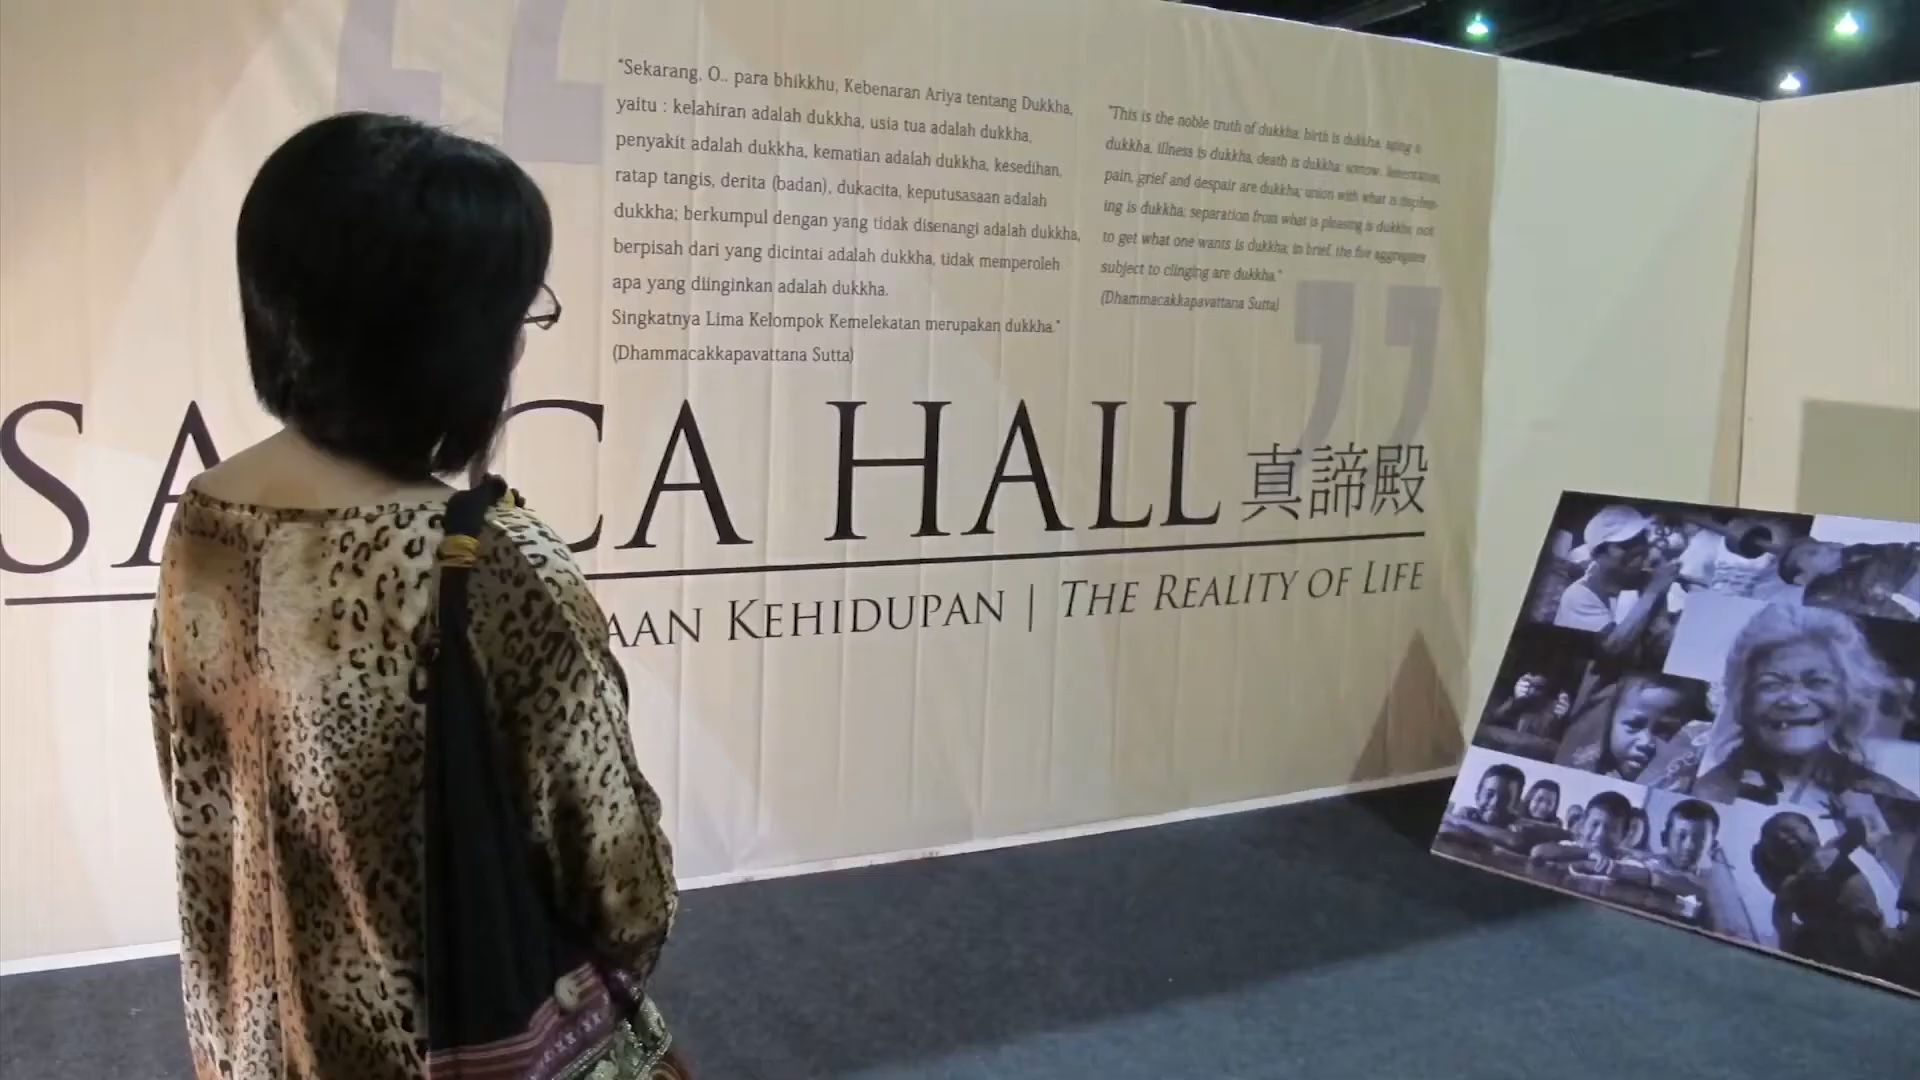 "Sekarang, O.. para bhikkhu, Kebenaran Ariya tentang Dukkha,
yaitu : kelahiran adalah dukkha, usia tua adalah dukkha,
penyakit adalah dukkha, kematian adalah dukkha, kesedihan,
ratap tangis, derita (badan), dukacita, keputusasaan adalah
dukkha; berkumpul dengan yang tidak disenangi adalah dukkha,
berpisah dari yang dicintai adalah dukkha, tidak memperoleh
apa yang diinginkan adalah dukkha.
Singkatnya Lima Kelompok Kemelekatan merupakan dukkha."
(Dhammacakkapavattana Sutta)
"This is the noble truth of dukkha: birth is dukkha, aging is
dukkha, illness is dukkha, death is dukkha; sorrow, lamentation,
pain, grief and despair are dukkha; union with what is displeas-
ing is dukkha; separation from what is pleasing is dukkha; not
to get what one wants is dukkha; in brief, the five aggregates
subject to clinging are dukkha."
(Dhammacakkapavattana Sutta)
SA CA HALL 真諦殿
AAN KEHIDUPAN | THE REALITY OF LIFE